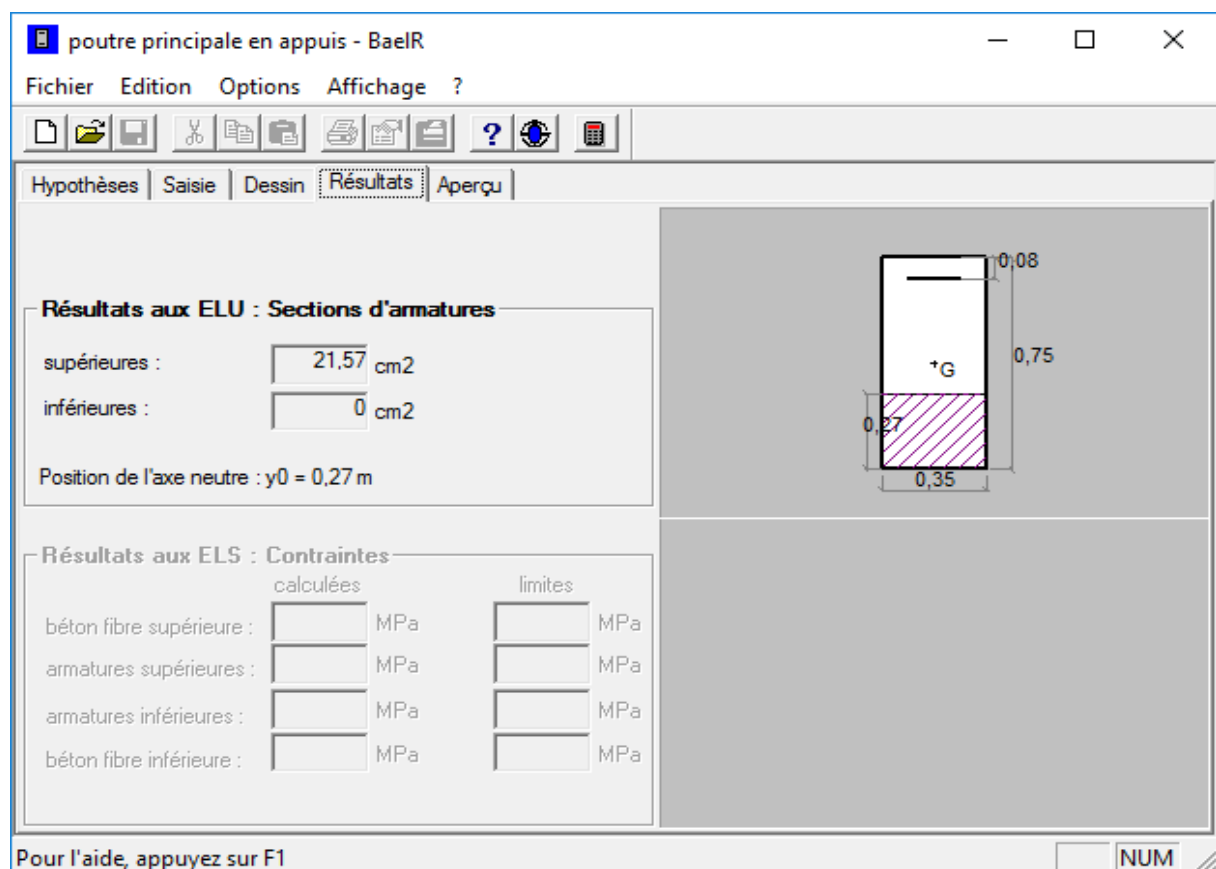 poutre principale en appuis - BaelR
Fichier Edition Options Affichage ?
Hypothèses Saisie Dessin Résultats Aperçu
Résultats aux ELU : Sections d'armatures
supérieures : 21,57 cm2
inférieures : 0 cm2
Position de l'axe neutre : y0 = 0,27 m
0,08
0,75
+G
0,27
0,35
Résultats aux ELS : Contraintes
calculées limites
béton fibre supérieure : MPa MPa
armatures supérieures : MPa MPa
armatures inférieures : MPa MPa
béton fibre inférieure : MPa MPa
Pour l'aide, appuyez sur F1 NUM